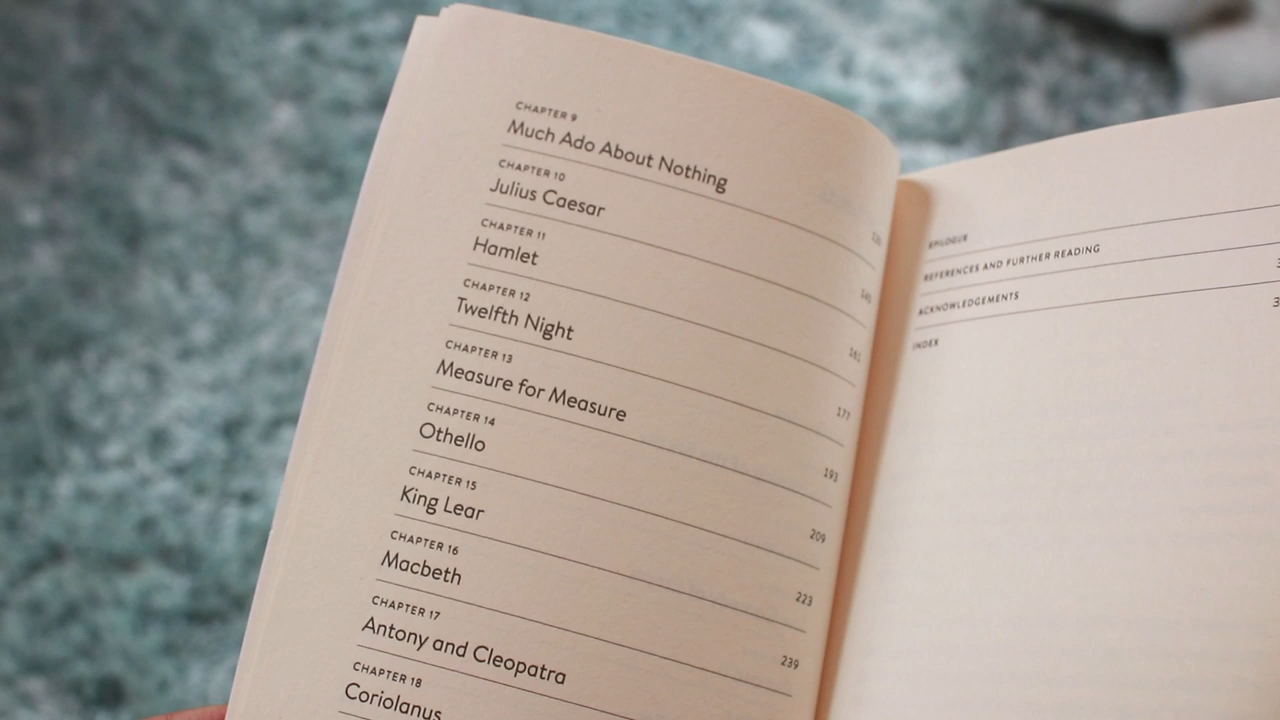 CHAPTER 9
Much Ado About Nothing
CHAPTER 10
Julius Caesar
CHAPTER 11
Hamlet 161
CHAPTER 12
Twelfth Night 177
CHAPTER 13
Measure for Measure 193
CHAPTER 14
Othello 209
CHAPTER 15
King Lear 223
CHAPTER 16
Macbeth 239
CHAPTER 17
Antony and Cleopatra
CHAPTER 18
Coriolanus
EPILOGUE
REFERENCES AND FURTHER READING
ACKNOWLEDGEMENTS
INDEX